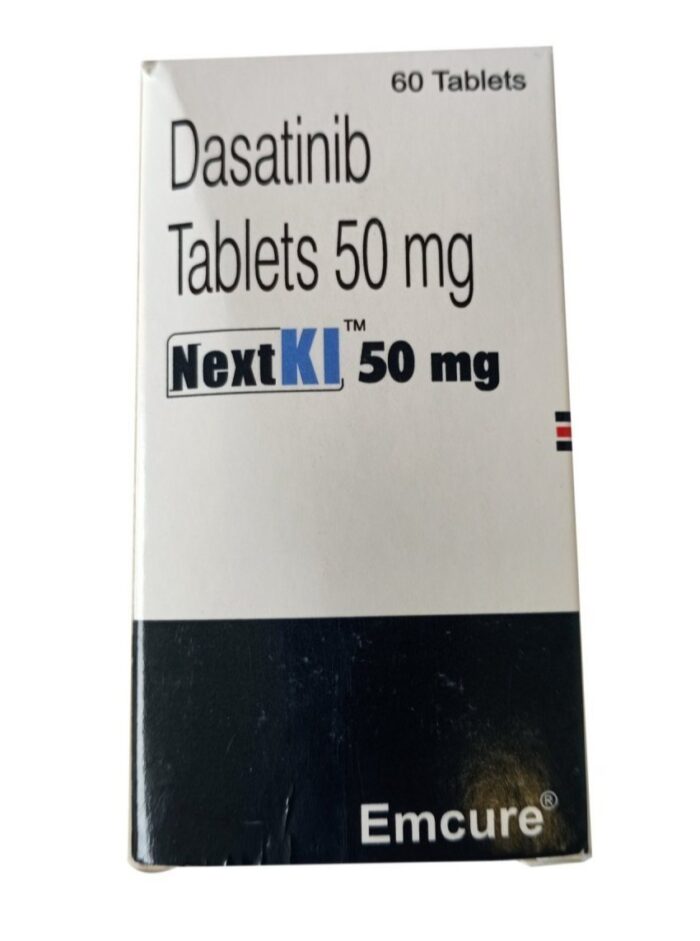 60 Tablets
Dasatinib
Tablets 50 mg
NextKI™ 50 mg
Emcure®